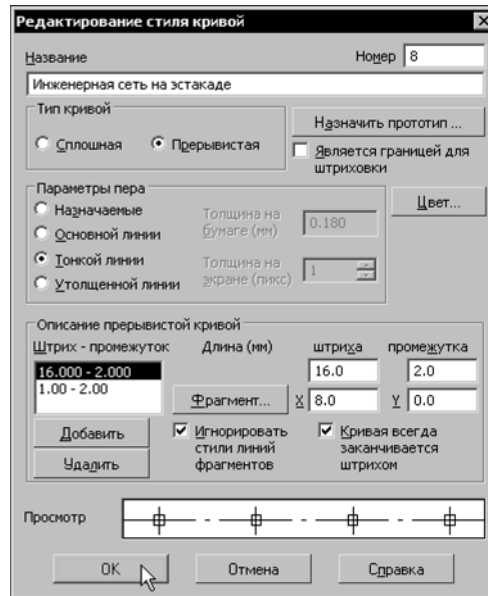 Редактирование стиля кривой
Название
Номер 8
Инженерная сеть на эстакаде
Тип кривой
Сплошная Прерывистая
Назначить прототип ...
Является границей для
штриховки
Параметры пера
Цвет...
Назначаемые
Основной линии
Тонкой линии
Утолщенной линии
Толщина на
бумаге (мм)
0.180
Толщина на
экране (пикс)
1
Описание прерывистой кривой
Штрих - промежуток Длина (мм) штриха промежутка
16.000 - 2.000
1.00 - 2.00
16.0 2.0
Фрагмент... X 8.0 Y 0.0
Добавить
Удалить
Игнорировать
стили линий
фрагментов
Кривая всегда
заканчивается
штрихом
Просмотр
OK Отмена Справка